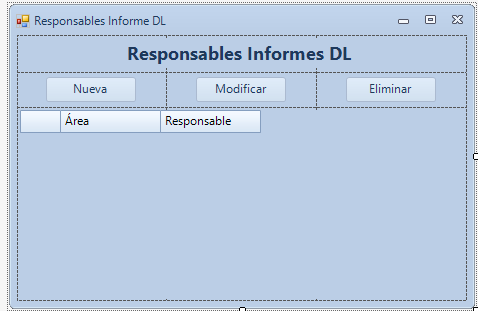 Responsables Informe DL
Responsables Informes DL
Nueva Modificar Eliminar
Área Responsable